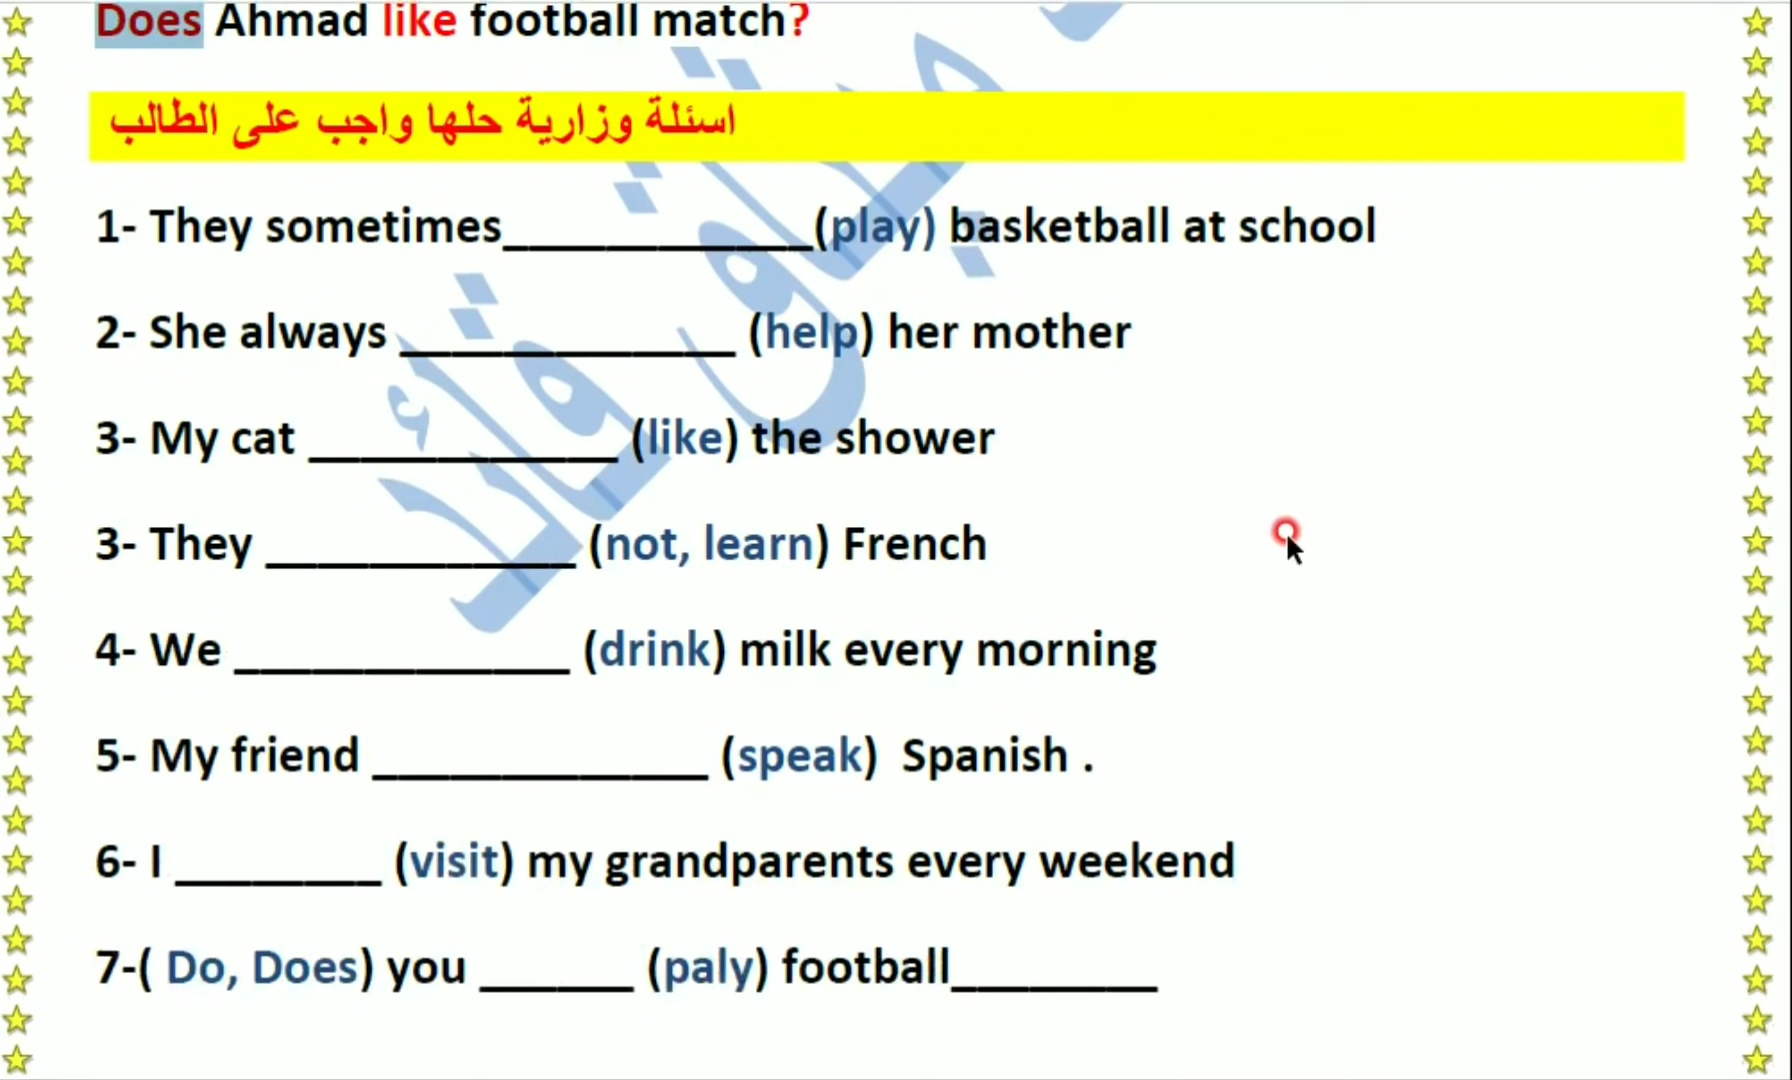 Does Ahmad like football match?
اسئلة وزارية حلها واجب على الطالب
1- They sometimes____________(play) basketball at school
2- She always _____________ (help) her mother
3- My cat ____________ (like) the shower
3- They ____________ (not, learn) French
4- We _____________ (drink) milk every morning
5- My friend _____________ (speak)  Spanish .
6- I ________ (visit) my grandparents every weekend
7-( Do, Does) you ______ (paly) football________